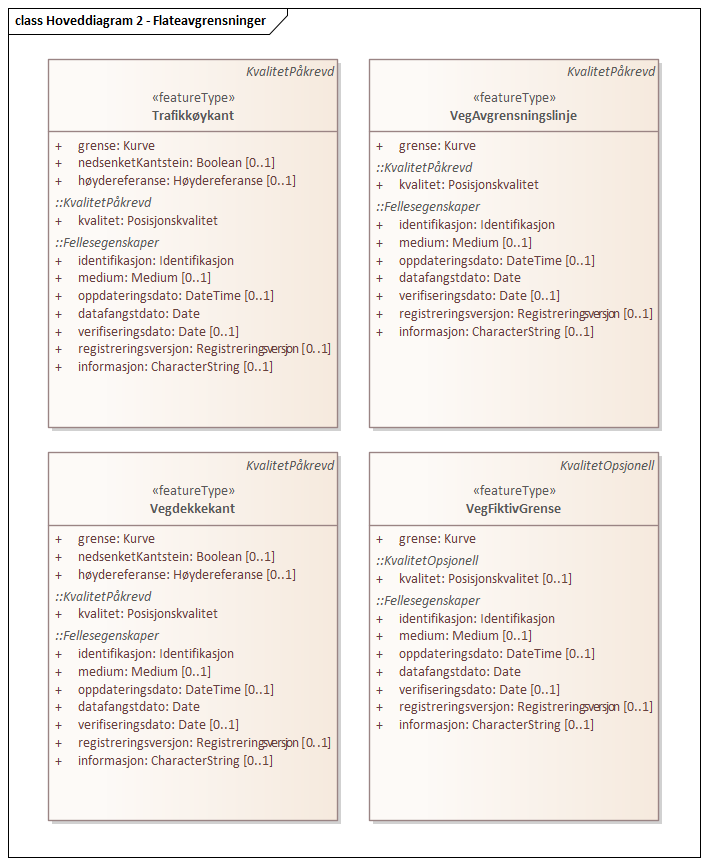 class Hoveddiagram 2 - Flateavgrensninger
KvalitetPåkrevd
«featureType»
Trafikkøykant
+ grense: Kurve
+ nedsenketKantstein: Boolean [0..1]
+ høydereferanse: Høydereferanse [0..1]
::KvalitetPåkrevd
+ kvalitet: Posisjonskvalitet
::Fellesegenskaper
+ identifikasjon: Identifikasjon
+ medium: Medium [0..1]
+ oppdateringsdato: DateTime [0..1]
+ datafangstdato: Date
+ verifiseringsdato: Date [0..1]
+ registreringsversjon: Registreringsversjon [0..1]
+ informasjon: CharacterString [0..1]
KvalitetPåkrevd
«featureType»
VegAvgrensningslinje
+ grense: Kurve
::KvalitetPåkrevd
+ kvalitet: Posisjonskvalitet
::Fellesegenskaper
+ identifikasjon: Identifikasjon
+ medium: Medium [0..1]
+ oppdateringsdato: DateTime [0..1]
+ datafangstdato: Date
+ verifiseringsdato: Date [0..1]
+ registreringsversjon: Registreringsversjon [0..1]
+ informasjon: CharacterString [0..1]
KvalitetPåkrevd
«featureType»
Vegdekkekant
+ grense: Kurve
+ nedsenketKantstein: Boolean [0..1]
+ høydereferanse: Høydereferanse [0..1]
::KvalitetPåkrevd
+ kvalitet: Posisjonskvalitet
::Fellesegenskaper
+ identifikasjon: Identifikasjon
+ medium: Medium [0..1]
+ oppdateringsdato: DateTime [0..1]
+ datafangstdato: Date
+ verifiseringsdato: Date [0..1]
+ registreringsversjon: Registreringsversjon [0..1]
+ informasjon: CharacterString [0..1]
KvalitetOpsjonell
«featureType»
VegFiktivGrense
+ grense: Kurve
::KvalitetOpsjonell
+ kvalitet: Posisjonskvalitet [0..1]
::Fellesegenskaper
+ identifikasjon: Identifikasjon
+ medium: Medium [0..1]
+ oppdateringsdato: DateTime [0..1]
+ datafangstdato: Date
+ verifiseringsdato: Date [0..1]
+ registreringsversjon: Registreringsversjon [0..1]
+ informasjon: CharacterString [0..1]